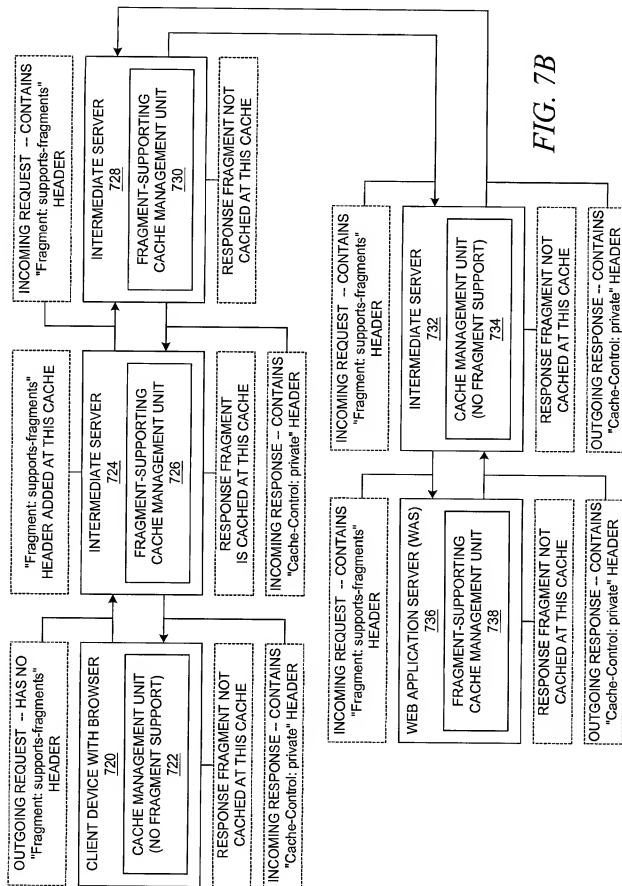 OUTGOING REQUEST -- HAS NO
"Fragment: supports-fragments"
HEADER
CLIENT DEVICE WITH BROWSER
720
CACHE MANAGEMENT UNIT
(NO FRAGMENT SUPPORT)
722
RESPONSE FRAGMENT NOT
CACHED AT THIS CACHE
INCOMING RESPONSE -- CONTAINS
"Cache-Control: private" HEADER
"Fragment: supports-fragments"
HEADER ADDED AT THIS CACHE
INTERMEDIATE SERVER
724
FRAGMENT-SUPPORTING
CACHE MANAGEMENT UNIT
726
RESPONSE FRAGMENT
IS CACHED AT THIS CACHE
INCOMING RESPONSE -- CONTAINS
"Cache-Control: private" HEADER
INCOMING REQUEST -- CONTAINS
"Fragment: supports-fragments"
HEADER
INTERMEDIATE SERVER
728
FRAGMENT-SUPPORTING
CACHE MANAGEMENT UNIT
730
RESPONSE FRAGMENT NOT
CACHED AT THIS CACHE
INCOMING REQUEST -- CONTAINS
"Fragment: supports-fragments"
HEADER
WEB APPLICATION SERVER (WAS)
736
FRAGMENT-SUPPORTING
CACHE MANAGEMENT UNIT
738
RESPONSE FRAGMENT NOT
CACHED AT THIS CACHE
OUTGOING RESPONSE -- CONTAINS
"Cache-Control: private" HEADER
INCOMING REQUEST -- CONTAINS
"Fragment: supports-fragments"
HEADER
INTERMEDIATE SERVER
732
CACHE MANAGEMENT UNIT
(NO FRAGMENT SUPPORT)
734
RESPONSE FRAGMENT NOT
CACHED AT THIS CACHE
OUTGOING RESPONSE -- CONTAINS
"Cache-Control: private" HEADER
FIG. 7B